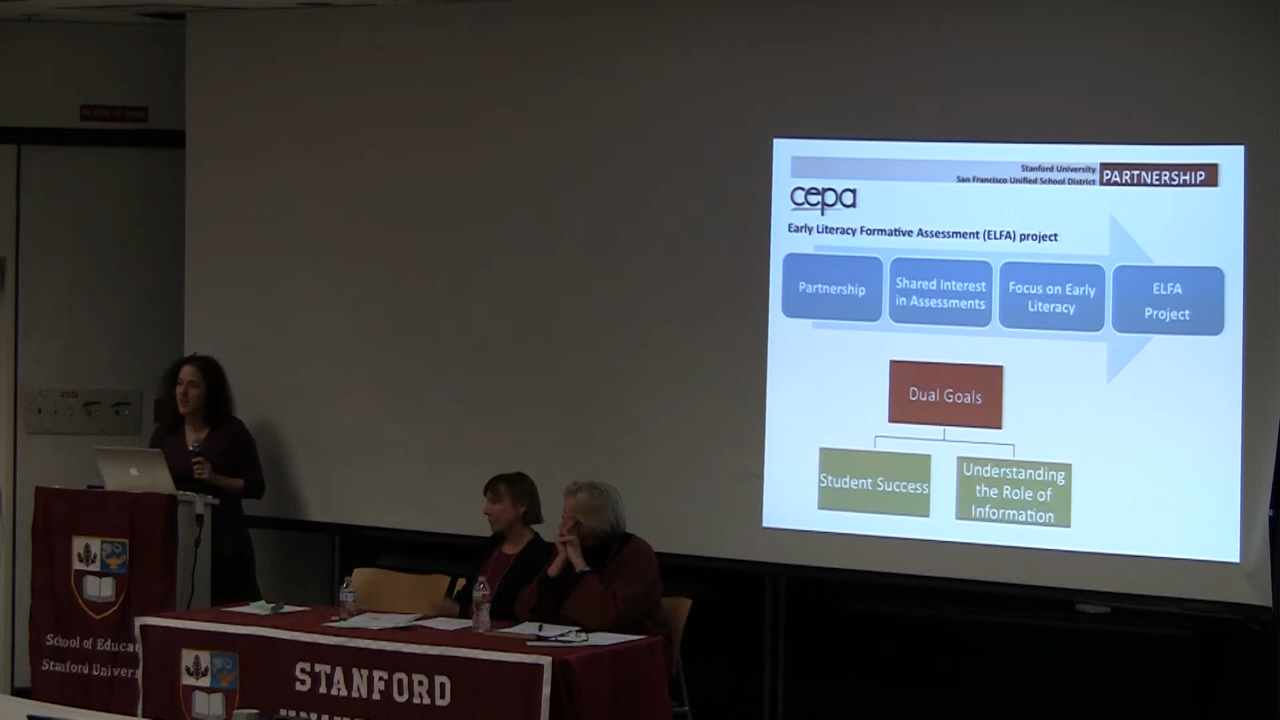 Stanford University
San Francisco Unified School District
PARTNERSHIP
cepa
Early Literacy Formative Assessment (ELFA) project
Partnership
Shared Interest
in Assessments
Focus on Early
Literacy
ELFA
Project
Dual Goals
Student Success
Understanding
the Role of
Information
School of Educa
Stanford Univers
STANFORD